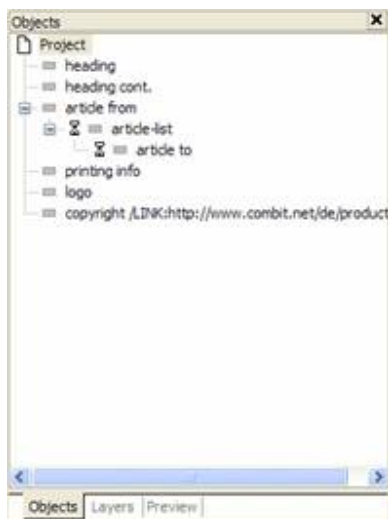 Objects
Project
heading
heading cont.
article from
article-list
article to
printing info
logo
copyright /LINK:http://www.combit.net/de/product
Objects Layers Preview